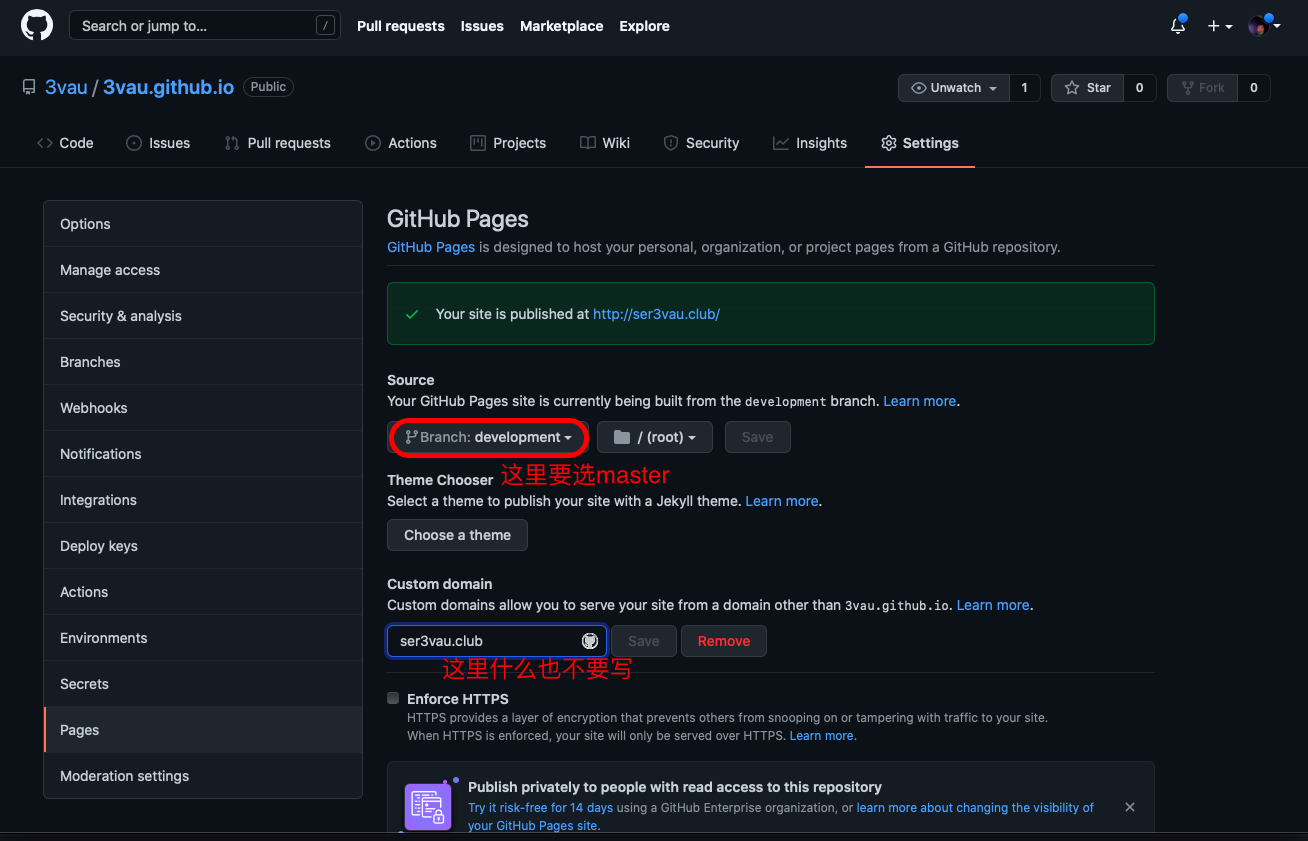 Search or jump to... /
Pull requests Issues Marketplace Explore
3vau / 3vau.github.io Public
Unwatch 1 Star 0 Fork 0
Code Issues Pull requests Actions Projects Wiki Security Insights Settings
Options
Manage access
Security & analysis
Branches
Webhooks
Notifications
Integrations
Deploy keys
Actions
Environments
Secrets
Pages
Moderation settings
GitHub Pages
GitHub Pages is designed to host your personal, organization, or project pages from a GitHub repository.
Your site is published at http://ser3vau.club/
Source
Your GitHub Pages site is currently being built from the development branch. Learn more.
Branch: development / (root) Save
这里要选master
Theme Chooser
Select a theme to publish your site with a Jekyll theme. Learn more.
Choose a theme
Custom domain
Custom domains allow you to serve your site from a domain other than 3vau.github.io. Learn more.
ser3vau.club Save Remove
这里什么也不要写
Enforce HTTPS
HTTPS provides a layer of encryption that prevents others from snooping on or tampering with traffic to your site.
When HTTPS is enforced, your site will only be served over HTTPS. Learn more.
Publish privately to people with read access to this repository
Try it risk-free for 14 days using a GitHub Enterprise organization, or learn more about changing the visibility of
your GitHub Pages site.